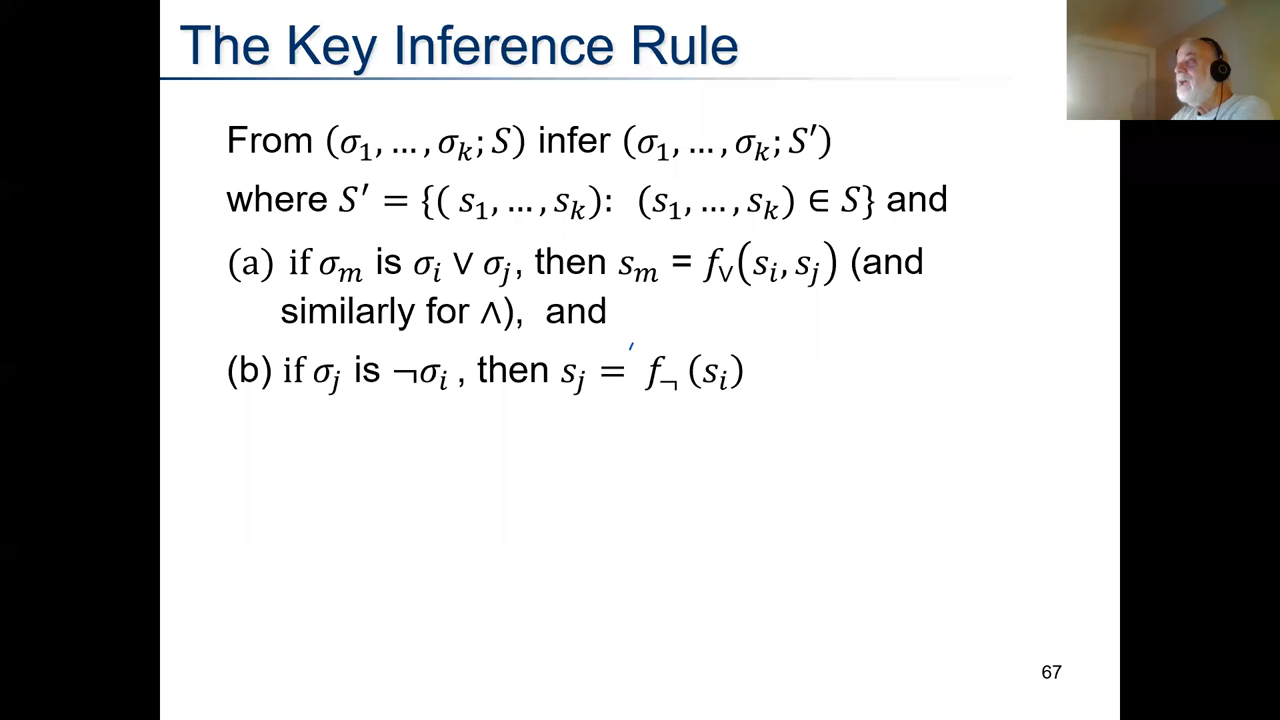 The Key Inference Rule
From (σ₁, … , σₖ; S) infer (σ₁, … , σₖ; S′)
where S′ = {( s₁, … , sₖ): (s₁, … , sₖ) ∈ S} and
(a) if σₘ is σᵢ ∨ σⱼ, then sₘ = f∨(sᵢ, sⱼ) (and
similarly for ∧), and
(b) if σⱼ is ¬σᵢ , then sⱼ = f¬ (sᵢ)
67